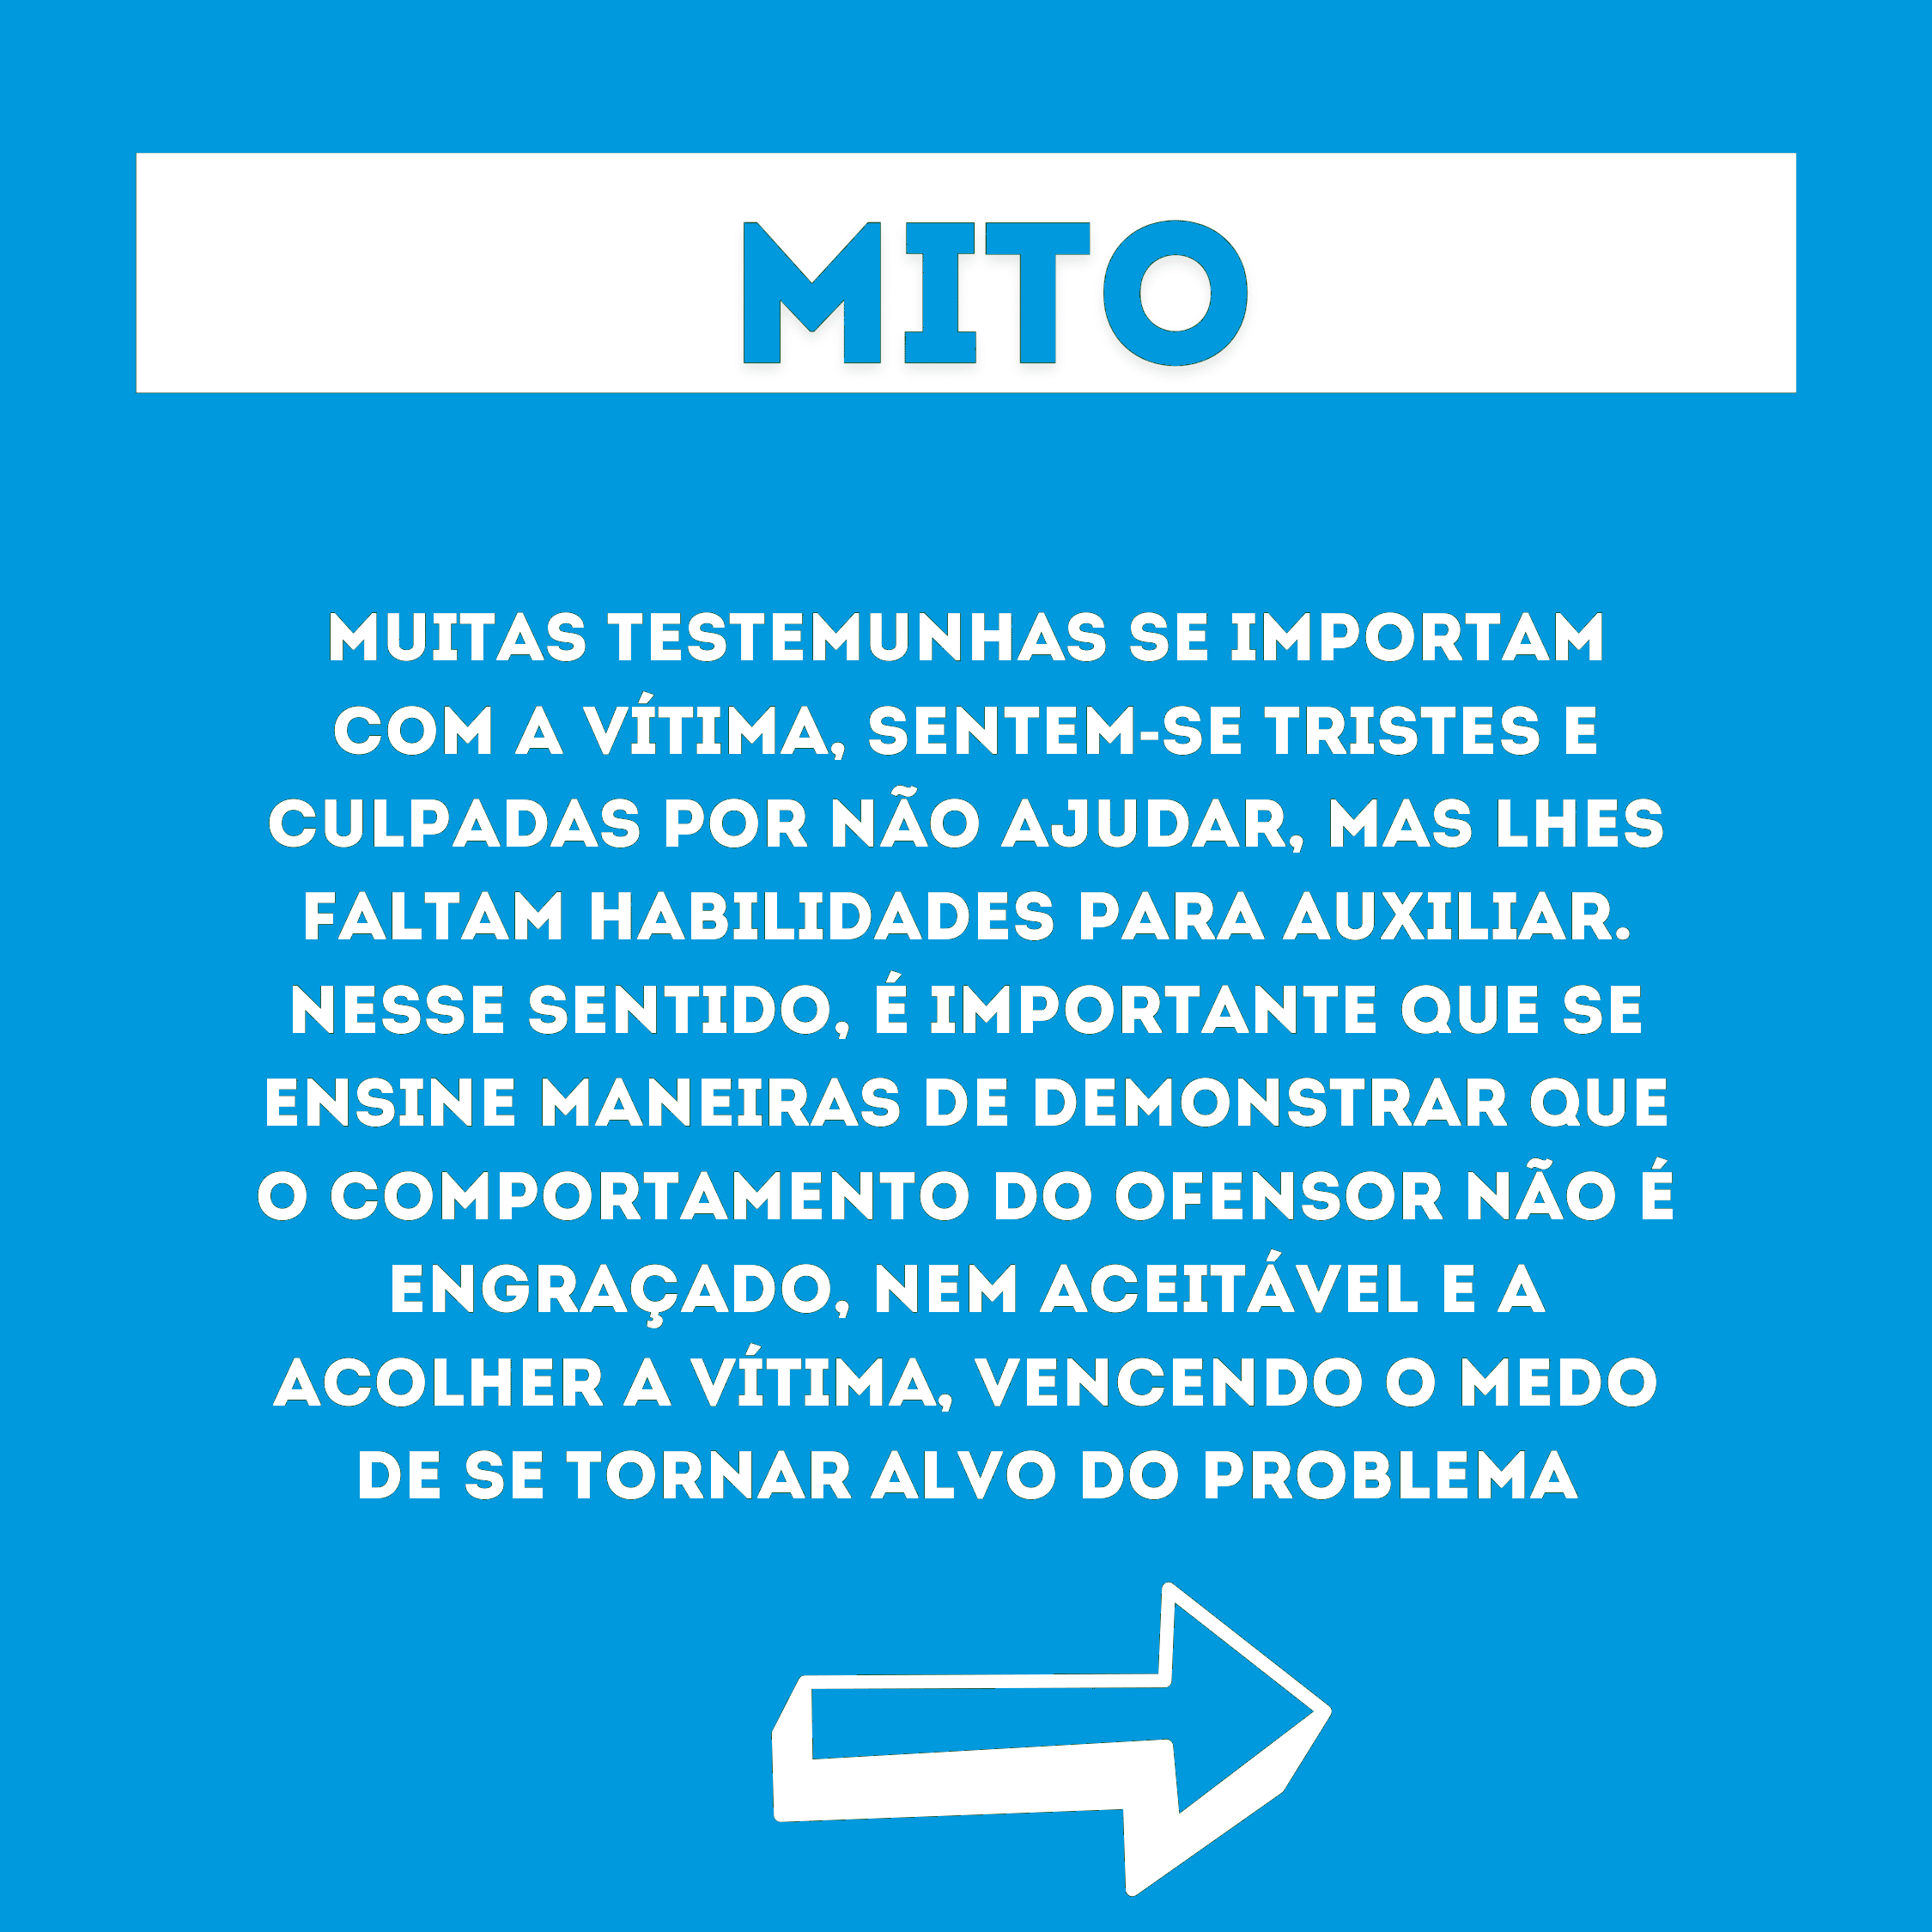 MITO
MUITAS TESTEMUNHAS SE IMPORTAM
COM A VÍTIMA, SENTEM-SE TRISTES E
CULPADAS POR NÃO AJUDAR, MAS LHES
FALTAM HABILIDADES PARA AUXILIAR.
NESSE SENTIDO, É IMPORTANTE QUE SE
ENSINE MANEIRAS DE DEMONSTRAR QUE
O COMPORTAMENTO DO OFENSOR NÃO É
ENGRAÇADO, NEM ACEITÁVEL E A
ACOLHER A VÍTIMA, VENCENDO O MEDO
DE SE TORNAR ALVO DO PROBLEMA